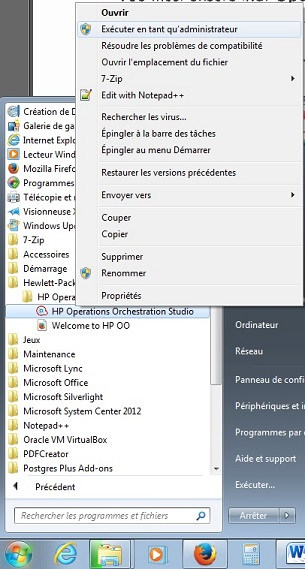 Ouvrir
Exécuter en tant qu'administrateur
Résoudre les problèmes de compatibilité
Ouvrir l'emplacement du fichier
7-Zip
Edit with Notepad++
Rechercher les virus...
Épingler à la barre des tâches
Épingler au menu Démarrer
Restaurer les versions précédentes
Envoyer vers
Couper
Copier
Supprimer
Renommer
Propriétés
Création de D
Galerie de ga
Internet Explo
Lecteur Wind
Mozilla Firefo
Programmes
Télécopie et n
Visionneuse X
Windows Upd
7-Zip
Accessoires
Démarrage
Hewlett-Pack
HP Opera
HP Operations Orchestration Studio
Welcome to HP OO
Jeux
Maintenance
Microsoft Lync
Microsoft Office
Microsoft Silverlight
Microsoft System Center 2012
Notepad++
Oracle VM VirtualBox
PDFCreator
Postgres Plus Add-ons
Précédent
Rechercher les programmes et fichiers
Ordinateur
Réseau
Panneau de confi
Périphériques et i
Programmes par
Aide et support
Exécuter...
Arrêter